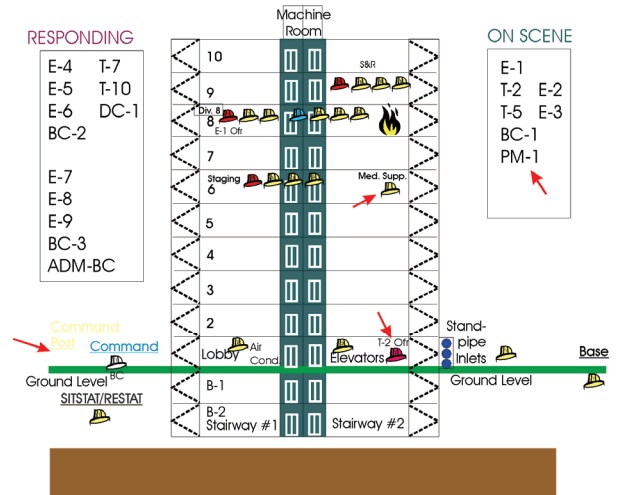 Machine
Room
RESPONDING
E-4 T-7
E-5 T-10
E-6 DC-1
BC-2
E-7
E-8
E-9
BC-3
ADM-BC
ON SCENE
E-1
T-2 E-2
T-5 E-3
BC-1
PM-1
10
S&R
9
Div. 8
8
E-1 Ofr
7
Staging
6
Med. Supp.
5
4
3
2
Command
Post
Command
BC
Ground Level
SITSTAT/RESTAT
Lobby
Air
Cond.
Elevators
T-2 Ofr
Stand-
pipe
Inlets
Ground Level
Base
B-1
B-2
Stairway #1
Stairway #2